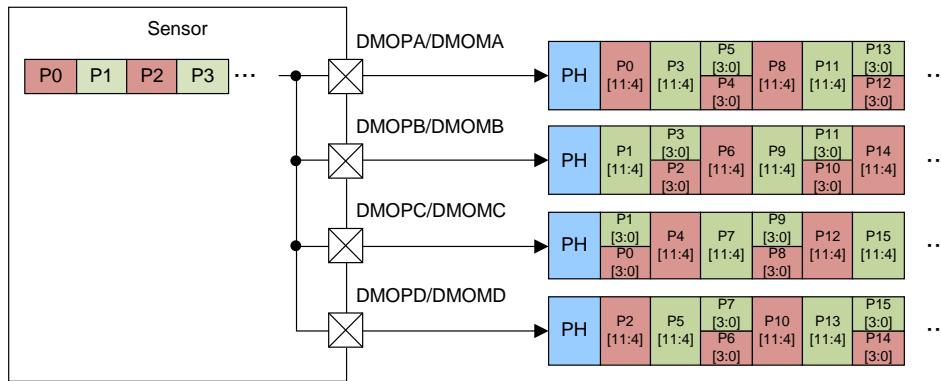 Sensor
P0 P1 P2 P3 ...
DMOPA/DMOMA
PH P0 [11:4] P3 [11:4] P5 [3:0] P4 [3:0] P8 [11:4] P11 [11:4] P13 [3:0] P12 [3:0] ..
DMOPB/DMOMB
PH P1 [11:4] P3 [3:0] P2 [3:0] P6 [11:4] P9 [11:4] P11 [3:0] P10 [3:0] P14 [11:4] ..
DMOPC/DMOMC
PH P1 [3:0] P0 [3:0] P4 [11:4] P7 [11:4] P9 [3:0] P8 [3:0] P12 [11:4] P15 [11:4] ..
DMOPD/DMOMD
PH P2 [11:4] P5 [11:4] P7 [3:0] P6 [3:0] P10 [11:4] P13 [11:4] P15 [3:0] P14 [3:0] ..